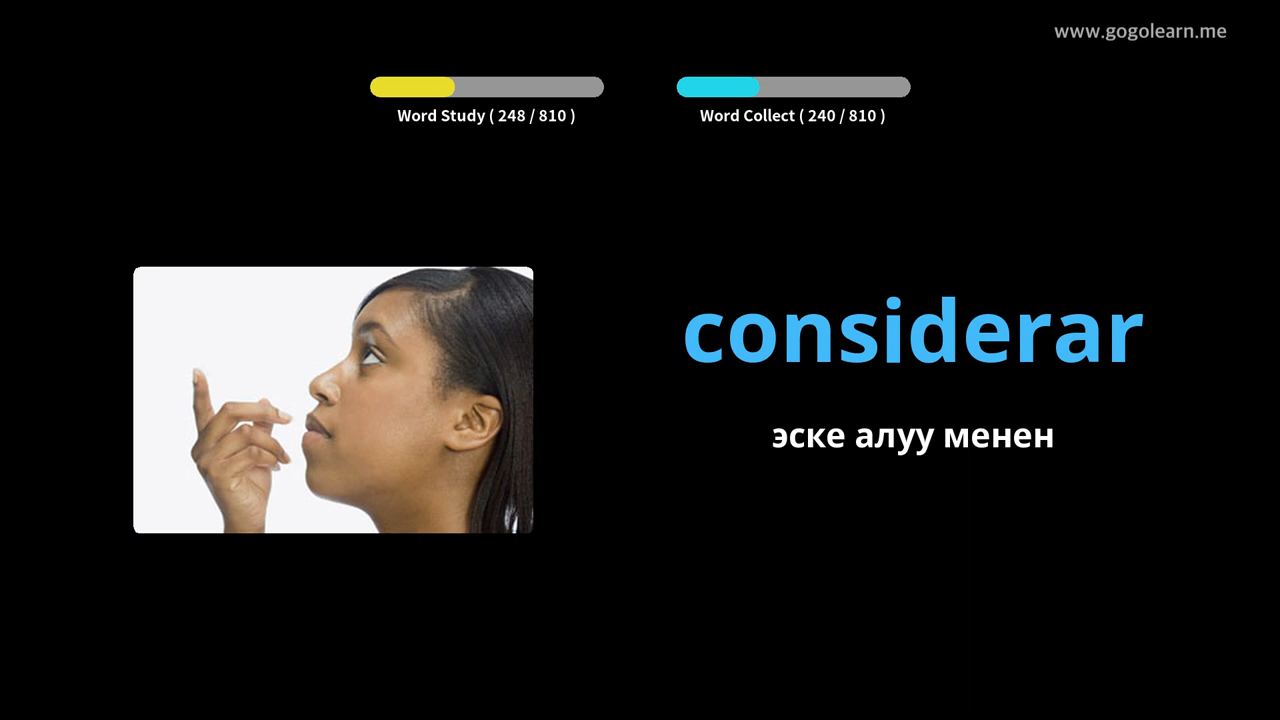 www.gogolearn.me
Word Study ( 248 / 810 )
Word Collect ( 240 / 810 )
considerar
эске алуу менен